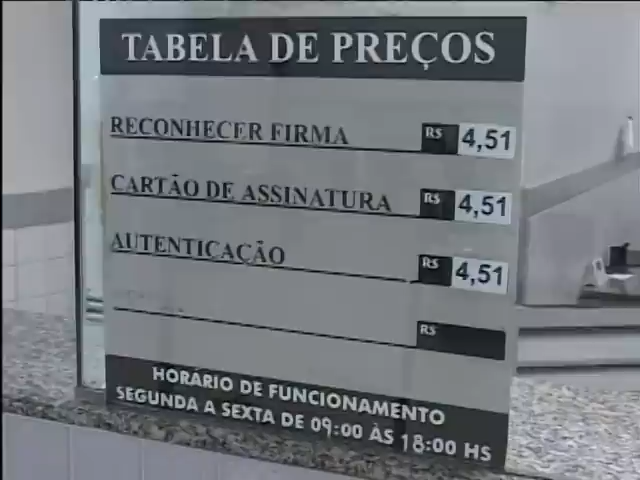 TABELA DE PREÇOS
RECONHECER FIRMA R$ 4,51
CARTÃO DE ASSINATURA R$ 4,51
AUTENTICAÇÃO R$ 4,51
R$
HORÁRIO DE FUNCIONAMENTO
SEGUNDA A SEXTA DE 09:00 ÀS 18:00 HS